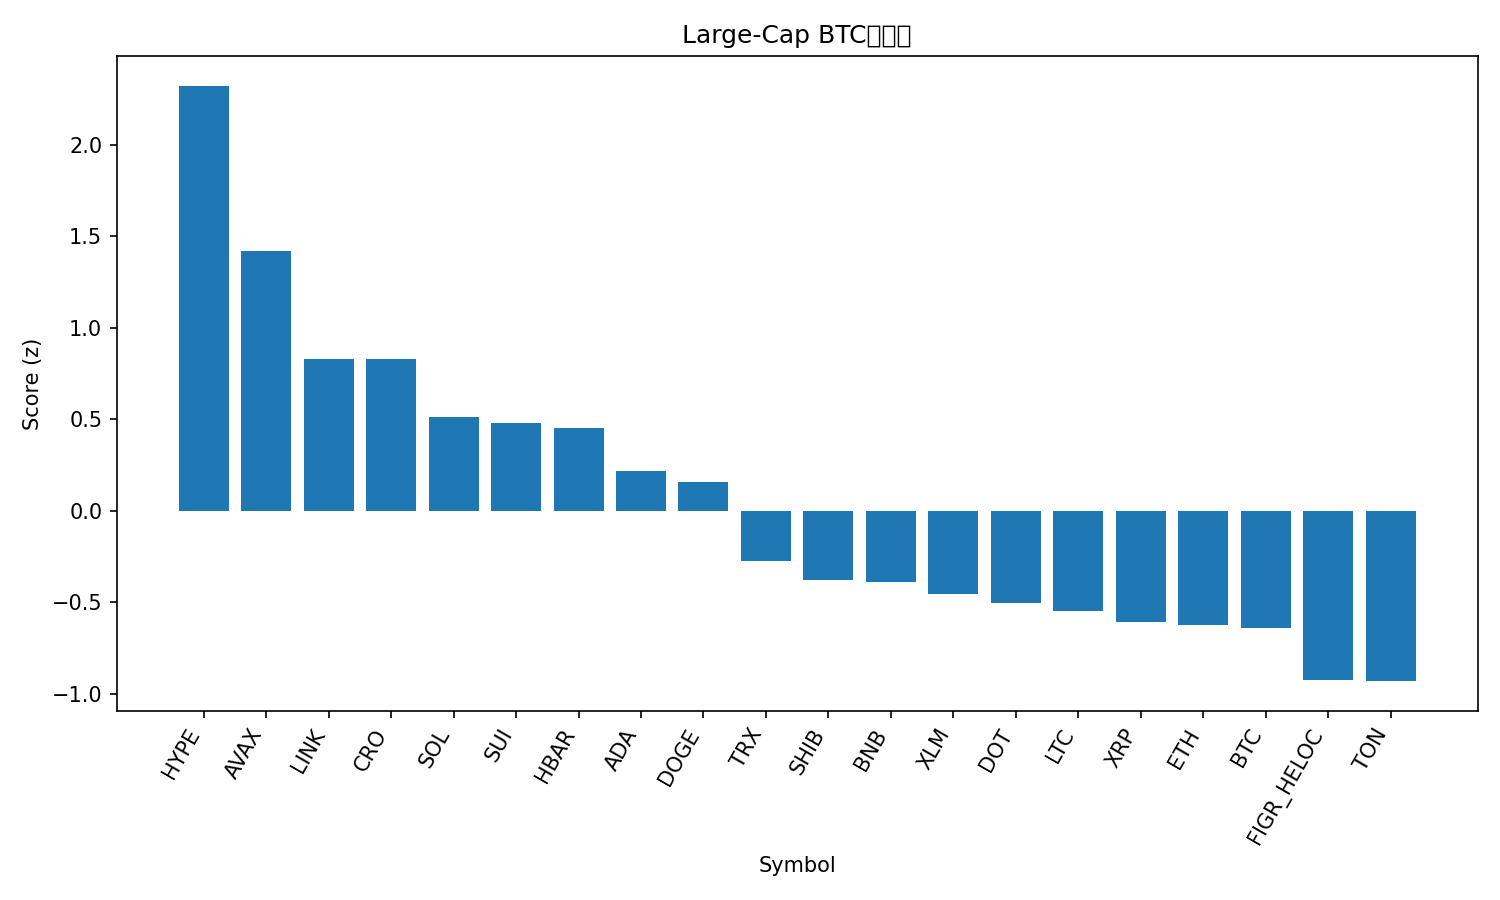 Large-Cap BTC
Score (z)
2.0
1.5
1.0
0.5
0.0
−0.5
−1.0
HYPE
AVAX
LINK
CRO
SOL
SUI
HBAR
ADA
DOGE
TRX
SHIB
BNB
XLM
DOT
LTC
XRP
ETH
BTC
FIGR_HELOC
TON
Symbol